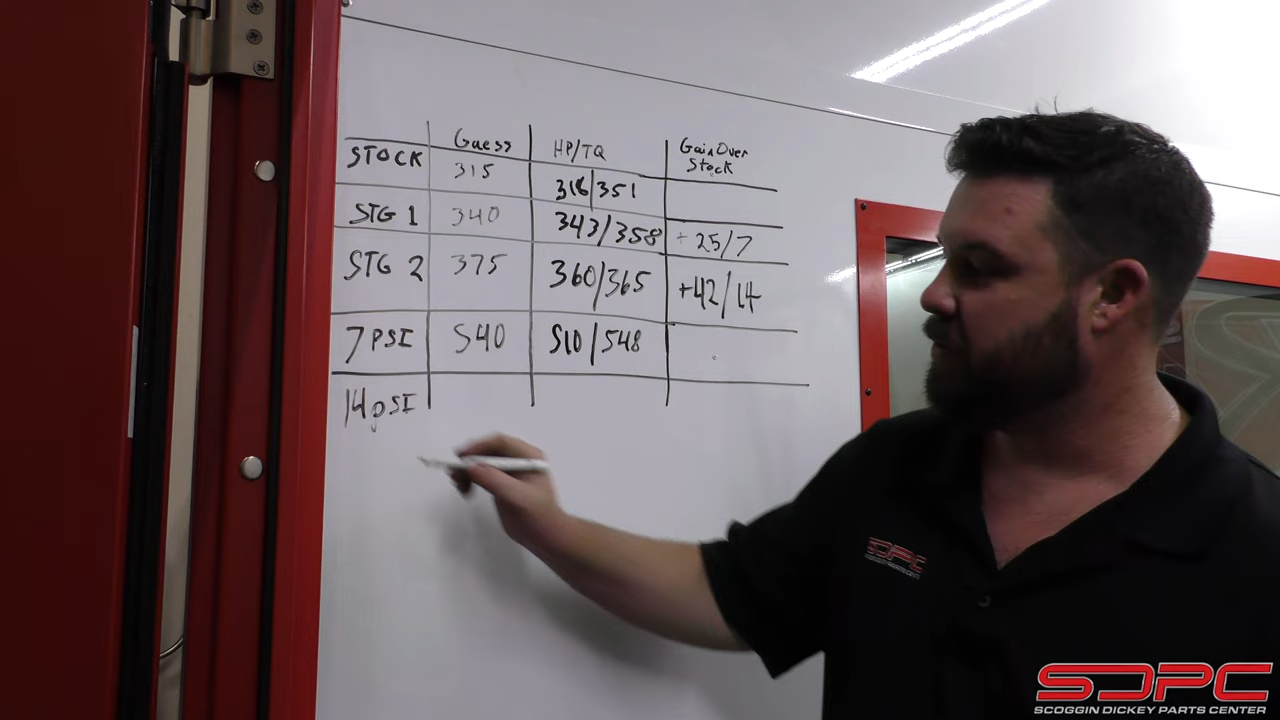 Guess HP/TQ Gain Over Stock
STOCK 315 318/351
STG 1 340 343/358 + 25/7
STG 2 375 360/365 +42/14
7 PSI 540 510/548
14 pSI
SDPC
SDPC
SCOGGIN DICKEY PARTS CENTER